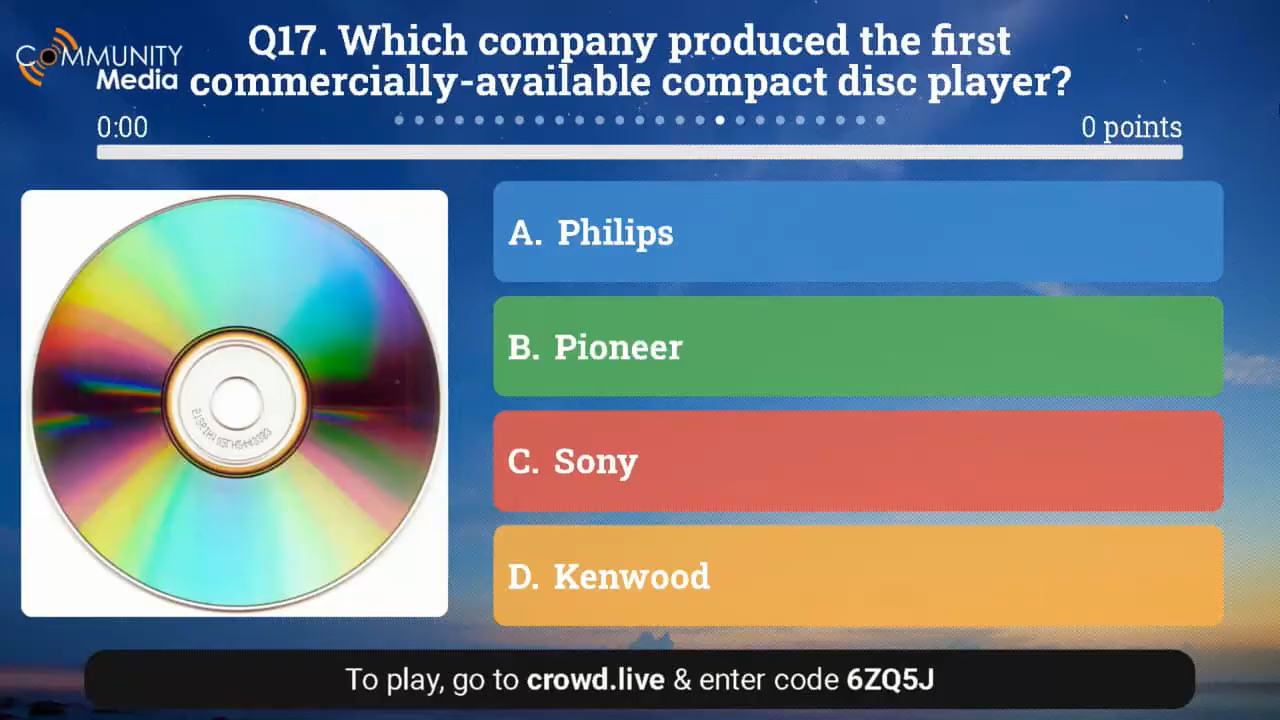 COMMUNITY
Media
Q17. Which company produced the first
commercially-available compact disc player?
0:00
0 points
A. Philips
B. Pioneer
C. Sony
D. Kenwood
To play, go to crowd.live & enter code 6ZQ5J